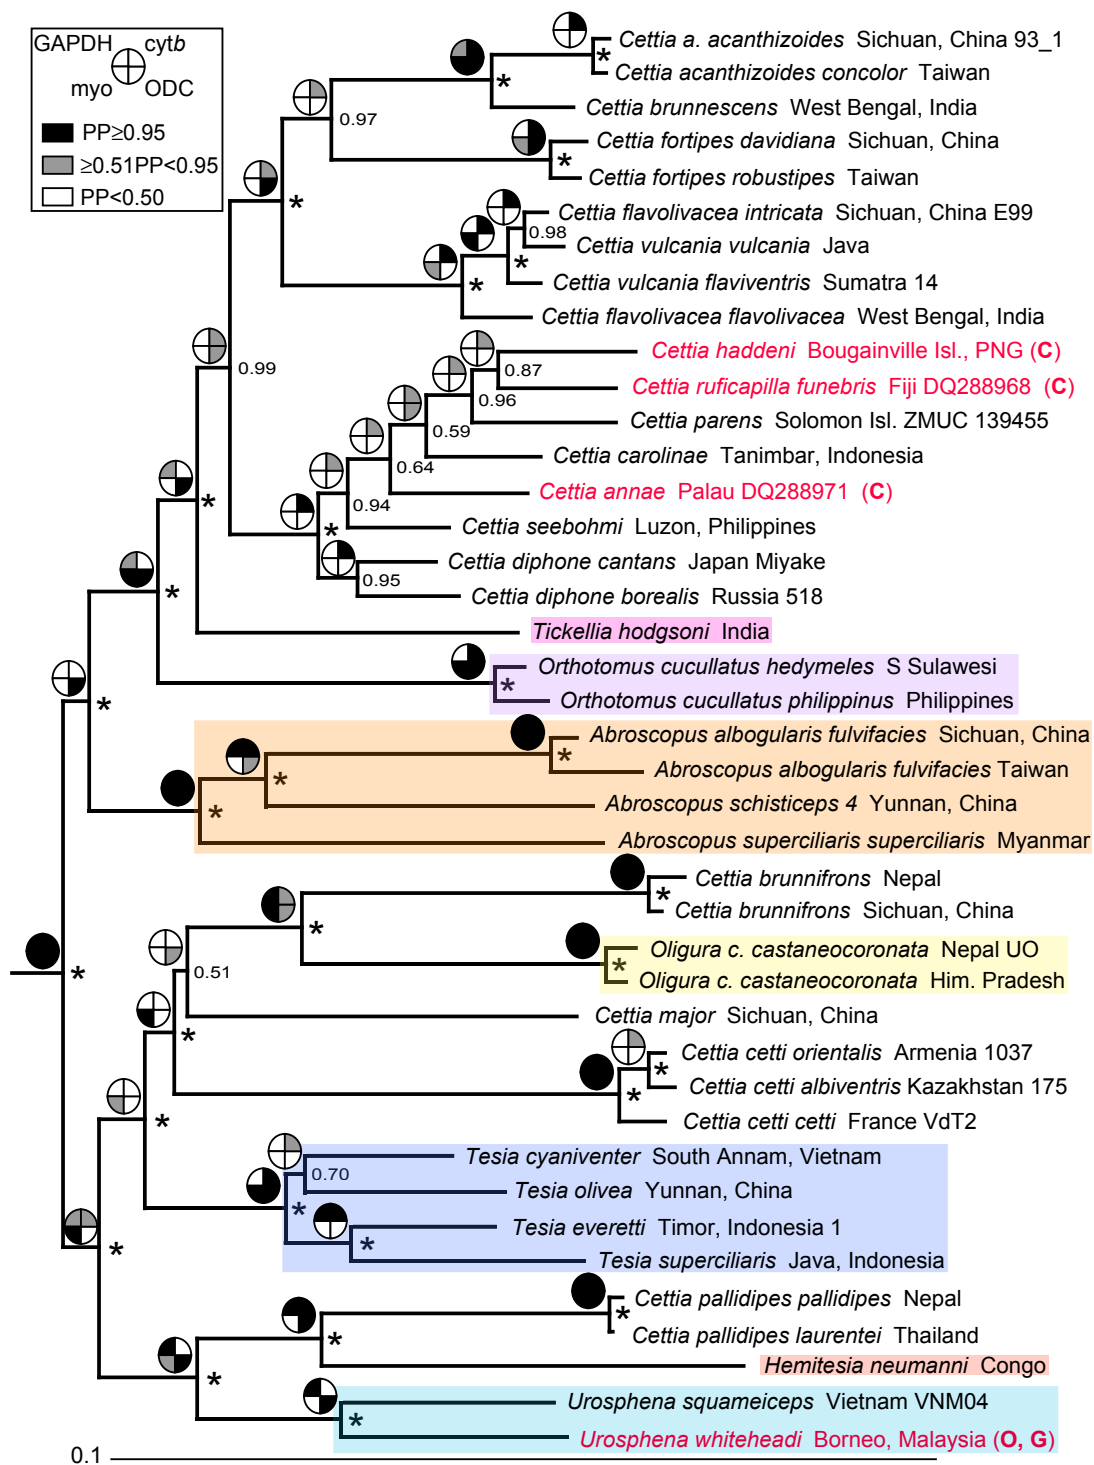 GAPDH cytb
myo ODC
PP≥0.95
≥0.51PP<0.95
PP<0.50
Cettia a. acanthizoides Sichuan, China 93_1
*
Cettia acanthizoides concolor Taiwan
*
Cettia brunnescens West Bengal, India
0.97
Cettia fortipes davidiana Sichuan, China
*
Cettia fortipes robustipes Taiwan
*
Cettia flavolivacea intricata Sichuan, China E99
0.98
Cettia vulcania vulcania Java
*
Cettia vulcania flaviventris Sumatra 14
*
Cettia flavolivacea flavolivacea West Bengal, India
Cettia haddeni Bougainville Isl., PNG (C)
0.87
0.99
Cettia ruficapilla funebris Fiji DQ288968 (C)
0.96
Cettia parens Solomon Isl. ZMUC 139455
0.59
Cettia carolinae Tanimbar, Indonesia
0.64
Cettia annae Palau DQ288971 (C)
*
0.94
Cettia seebohmi Luzon, Philippines
*
Cettia diphone cantans Japan Miyake
0.95
*
Cettia diphone borealis Russia 518
Tickellia hodgsoni India
Orthotomus cucullatus hedymeles S Sulawesi
*
Orthotomus cucullatus philippinus Philippines
*
Abroscopus albogularis fulvifacies Sichuan, China
*
Abroscopus albogularis fulvifacies Taiwan
*
Abroscopus schisticeps 4 Yunnan, China
*
Abroscopus superciliaris superciliaris Myanmar
Cettia brunnifrons Nepal
*
Cettia brunnifrons Sichuan, China
*
Oligura c. castaneocoronata Nepal UO
*
*
0.51
Oligura c. castaneocoronata Him. Pradesh
Cettia major Sichuan, China
*
Cettia cetti orientalis Armenia 1037
*
Cettia cetti albiventris Kazakhstan 175
*
Cettia cetti cetti France VdT2
*
Tesia cyaniventer South Annam, Vietnam
0.70
Tesia olivea Yunnan, China
*
Tesia everetti Timor, Indonesia 1
*
*
Tesia superciliaris Java, Indonesia
Cettia pallidipes pallidipes Nepal
*
Cettia pallidipes laurentei Thailand
*
Hemitesia neumanni Congo
*
Urosphena squameiceps Vietnam VNM04
*
Urosphena whiteheadi Borneo, Malaysia (O, G)
0.1